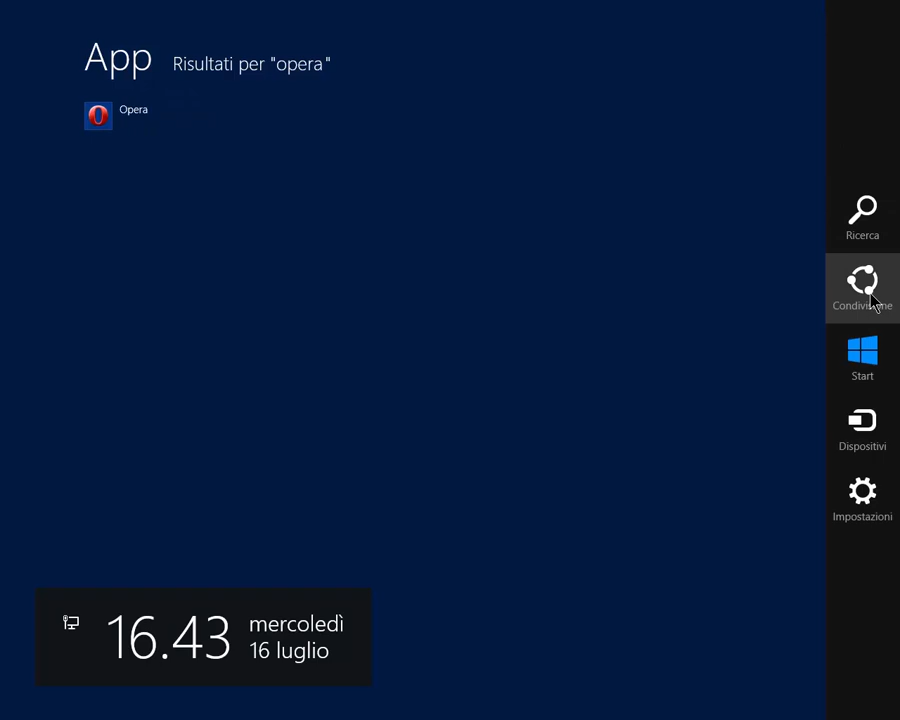 App Risultati per "opera"
Opera
Ricerca
Condivisione
Start
Dispositivi
Impostazioni
16.43
mercoledì
16 luglio